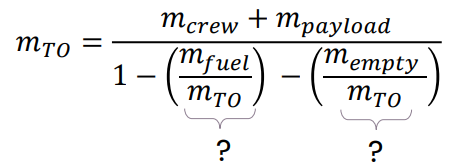 m_TO = (m_crew + m_payload) / (1 − (m_fuel / m_TO) − (m_empty / m_TO))
? ?